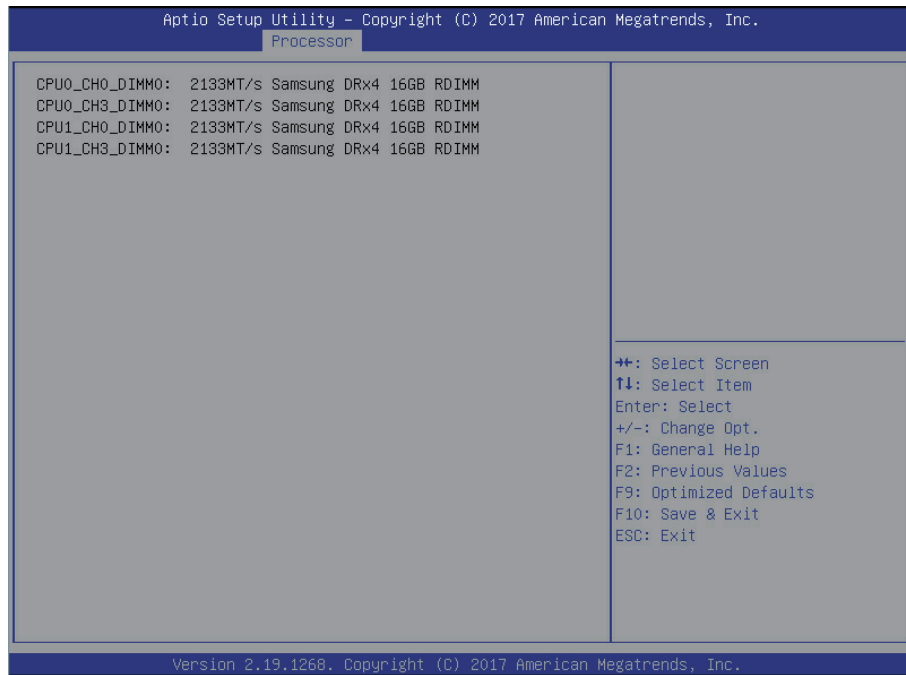 Aptio Setup Utility – Copyright (C) 2017 American Megatrends, Inc.
Processor
CPU0_CH0_DIMM0: 2133MT/s Samsung DRx4 16GB RDIMM
CPU0_CH3_DIMM0: 2133MT/s Samsung DRx4 16GB RDIMM
CPU1_CH0_DIMM0: 2133MT/s Samsung DRx4 16GB RDIMM
CPU1_CH3_DIMM0: 2133MT/s Samsung DRx4 16GB RDIMM
→←: Select Screen
↑↓: Select Item
Enter: Select
+/-: Change Opt.
F1: General Help
F2: Previous Values
F9: Optimized Defaults
F10: Save & Exit
ESC: Exit
Version 2.19.1268. Copyright (C) 2017 American Megatrends, Inc.